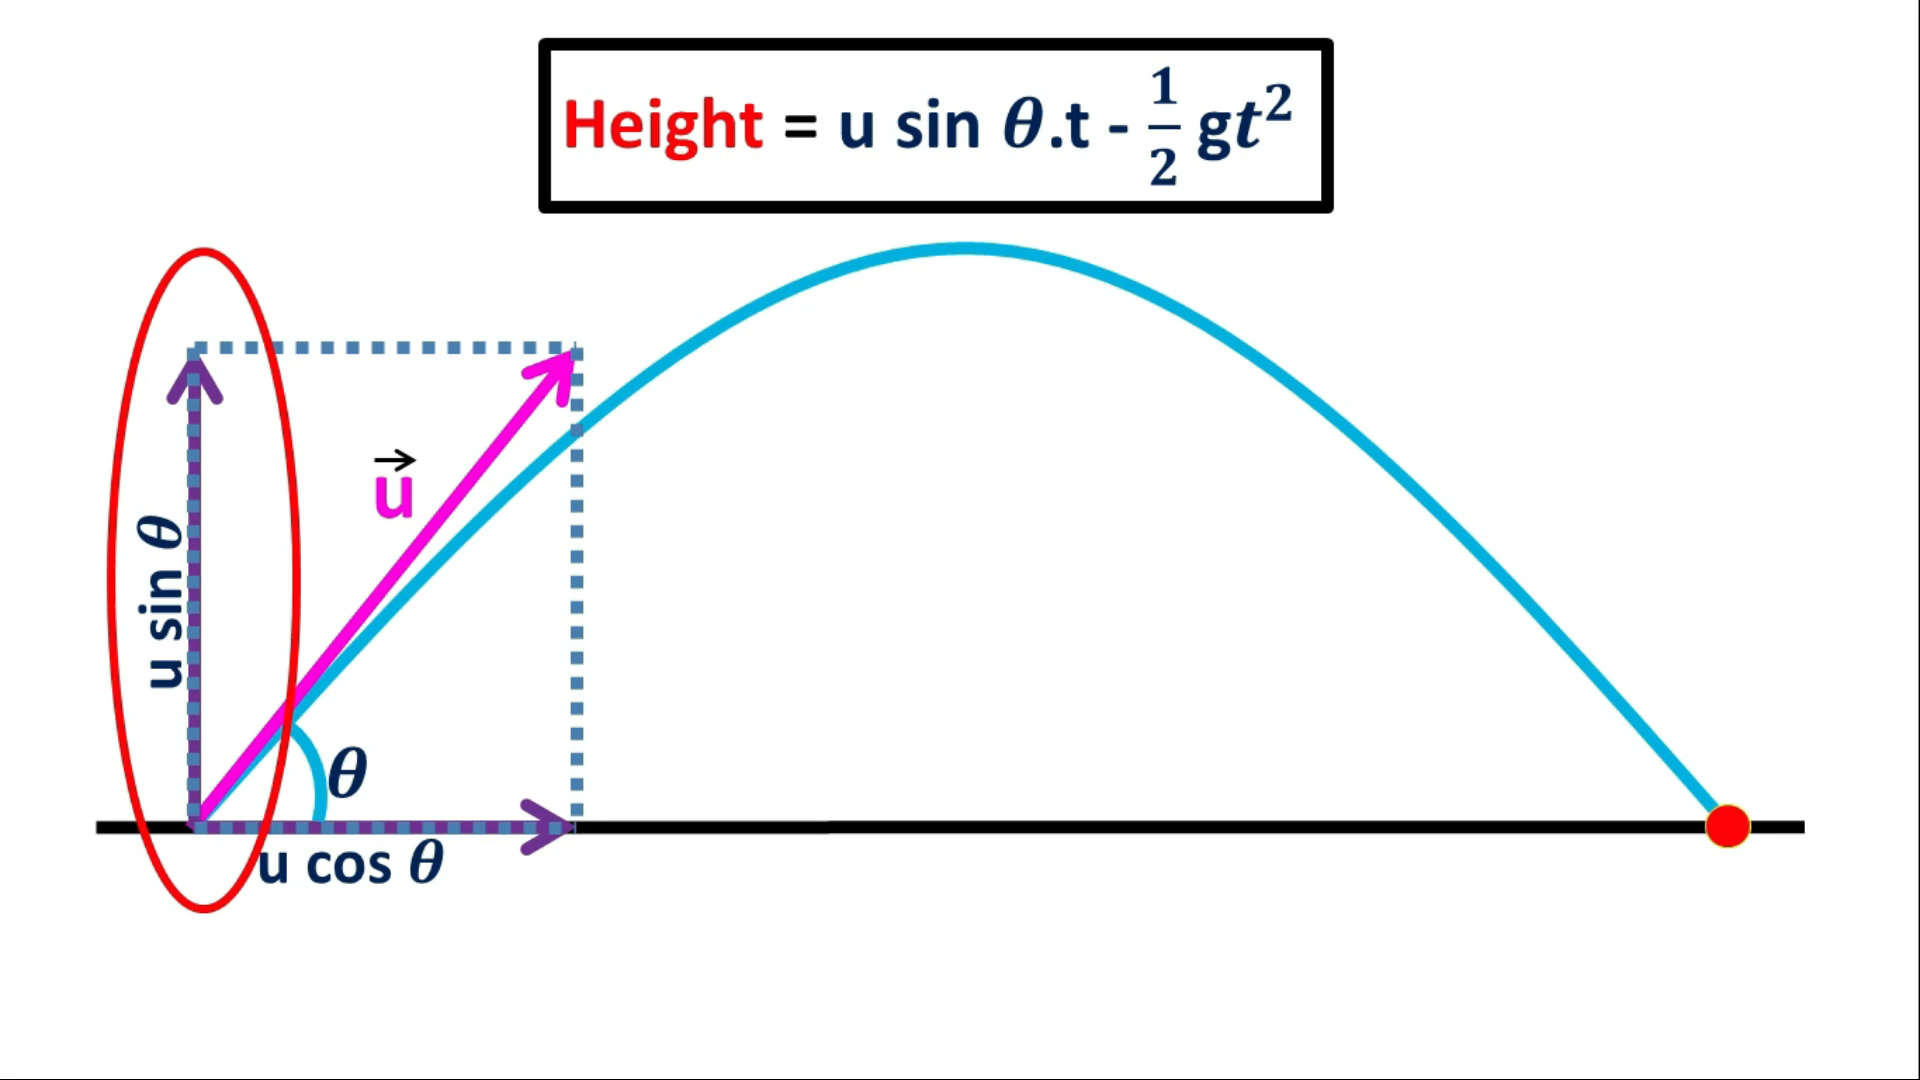 Height = u sin θ.t - 1/2 gt²
u⃗
u sin θ
θ
u cos θ